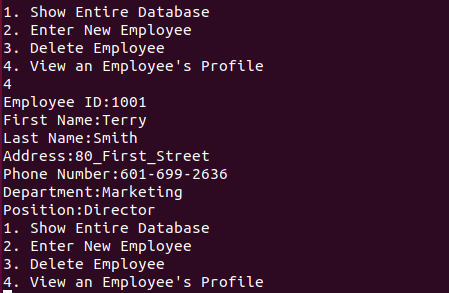 1. Show Entire Database
2. Enter New Employee
3. Delete Employee
4. View an Employee's Profile
4
Employee ID:1001
First Name:Terry
Last Name:Smith
Address:80_First_Street
Phone Number:601-699-2636
Department:Marketing
Position:Director
1. Show Entire Database
2. Enter New Employee
3. Delete Employee
4. View an Employee's Profile